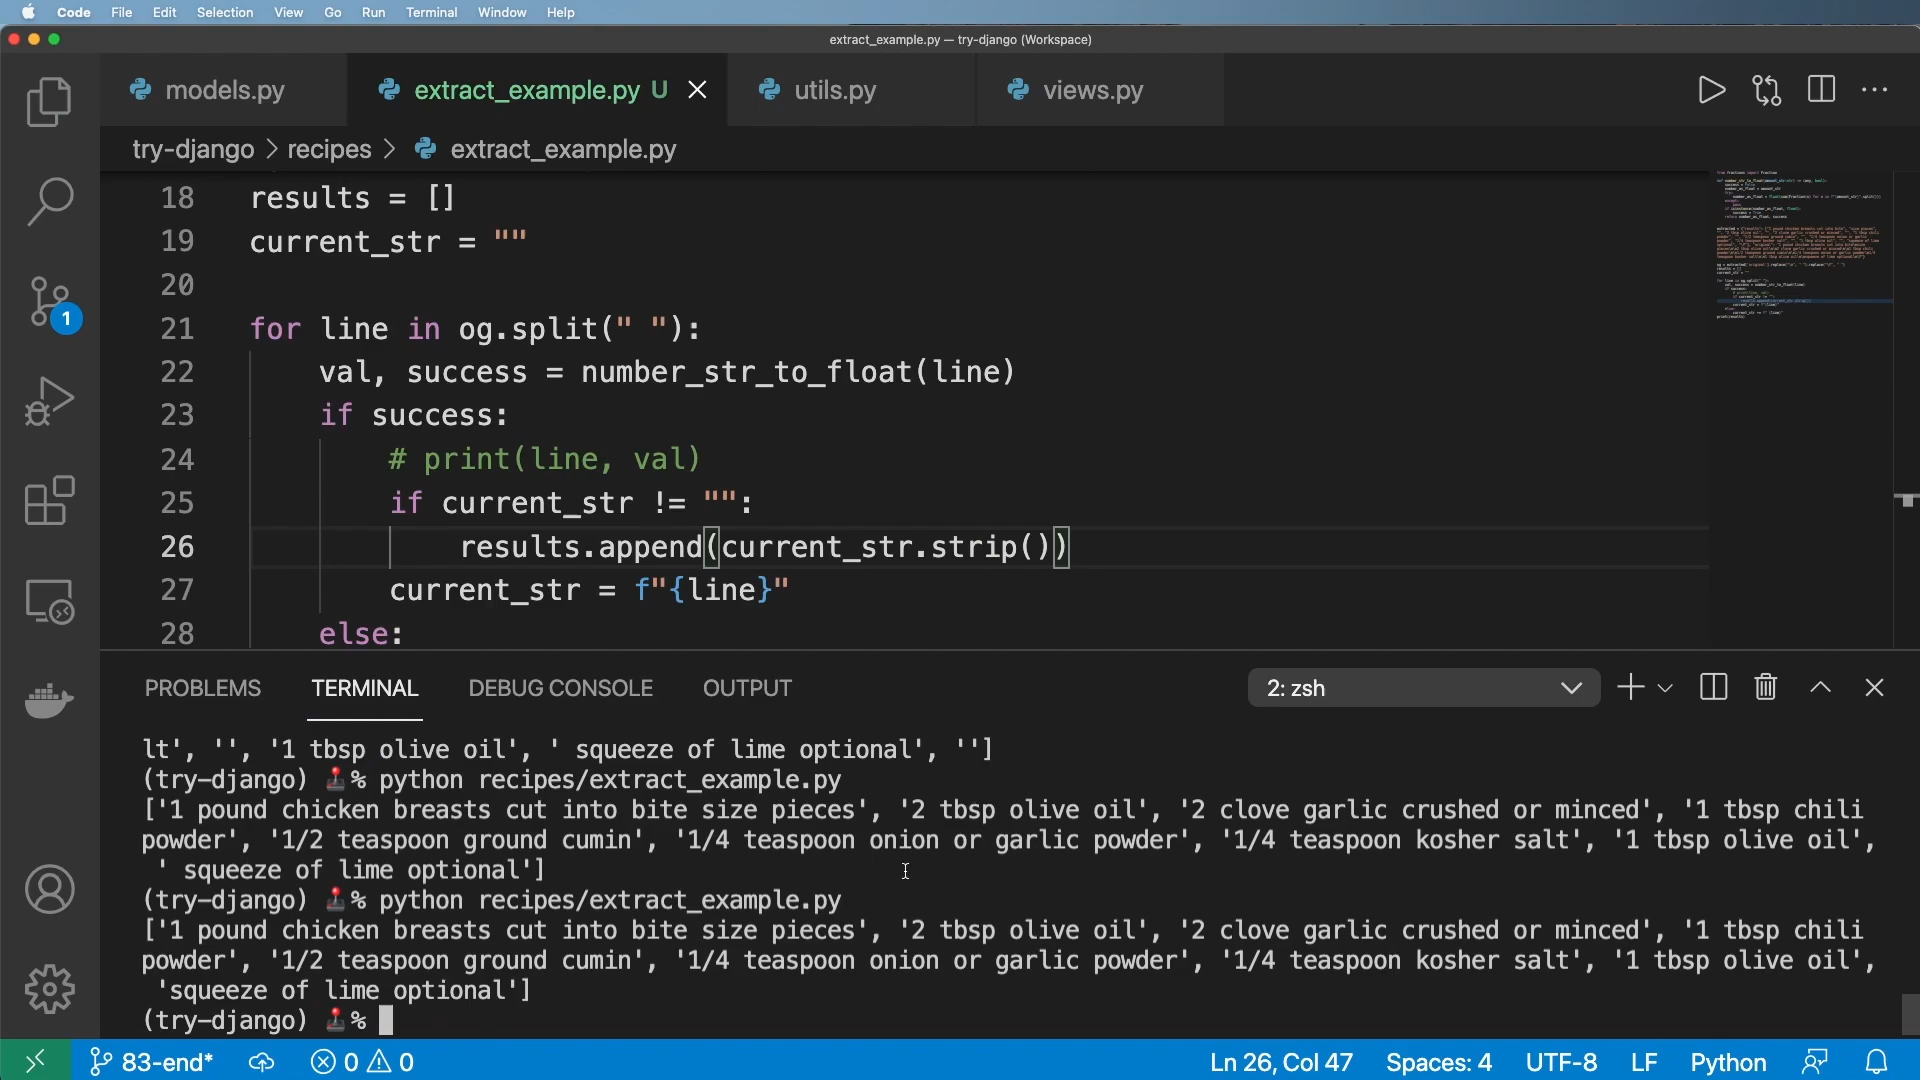 Code File Edit Selection View Go Run Terminal Window Help
extract_example.py — try-django (Workspace)
models.py extract_example.py U utils.py views.py
try-django > recipes > extract_example.py
18 results = []
19 current_str = ""
20
21 for line in og.split(" "):
22 val, success = number_str_to_float(line)
23 if success:
24 # print(line, val)
25 if current_str != "":
26 results.append(current_str.strip())
27 current_str = f"{line}"
28 else:
1
PROBLEMS TERMINAL DEBUG CONSOLE OUTPUT 2: zsh
lt', '', '1 tbsp olive oil', ' squeeze of lime optional', '']
(try-django) 🕹% python recipes/extract_example.py
['1 pound chicken breasts cut into bite size pieces', '2 tbsp olive oil', '2 clove garlic crushed or minced', '1 tbsp chili
powder', '1/2 teaspoon ground cumin', '1/4 teaspoon onion or garlic powder', '1/4 teaspoon kosher salt', '1 tbsp olive oil',
' squeeze of lime optional']
(try-django) 🕹% python recipes/extract_example.py
['1 pound chicken breasts cut into bite size pieces', '2 tbsp olive oil', '2 clove garlic crushed or minced', '1 tbsp chili
powder', '1/2 teaspoon ground cumin', '1/4 teaspoon onion or garlic powder', '1/4 teaspoon kosher salt', '1 tbsp olive oil',
'squeeze of lime optional']
(try-django) 🕹%
83-end* 0 0 Ln 26, Col 47 Spaces: 4 UTF-8 LF Python